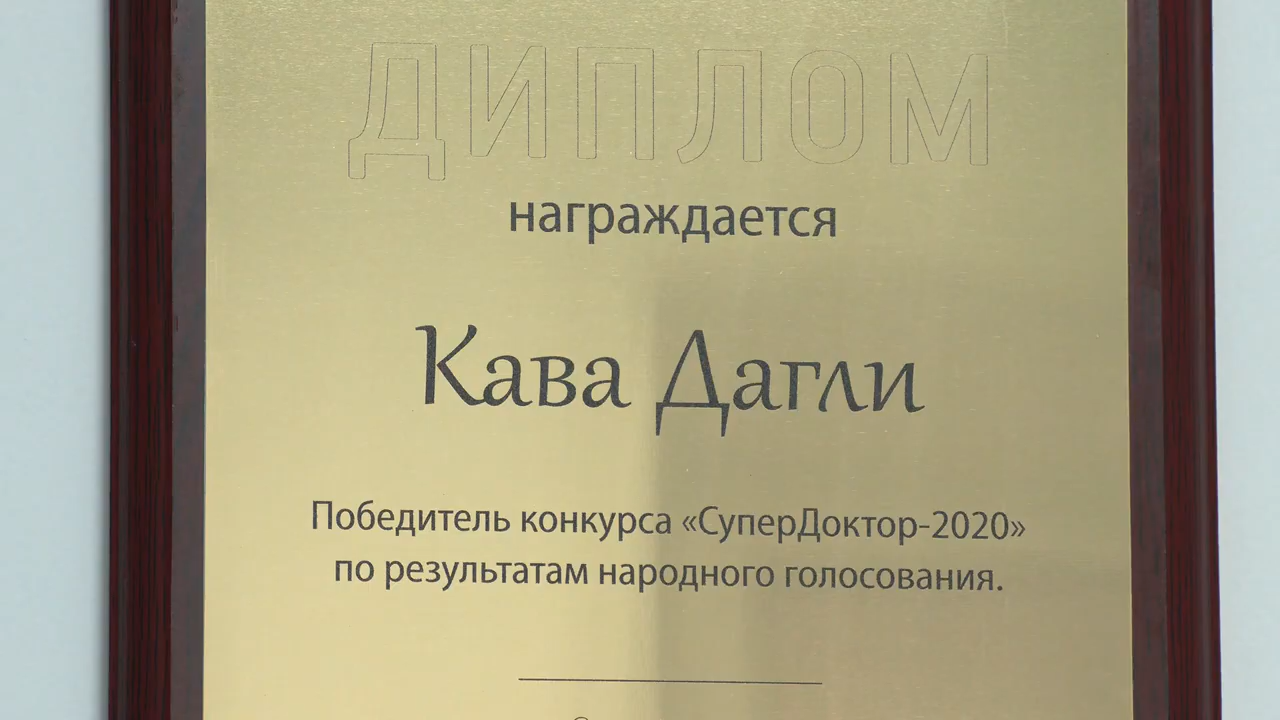 ДИПЛОМ
награждается
Кава Дагли
Победитель конкурса «СуперДоктор-2020»
по результатам народного голосования.